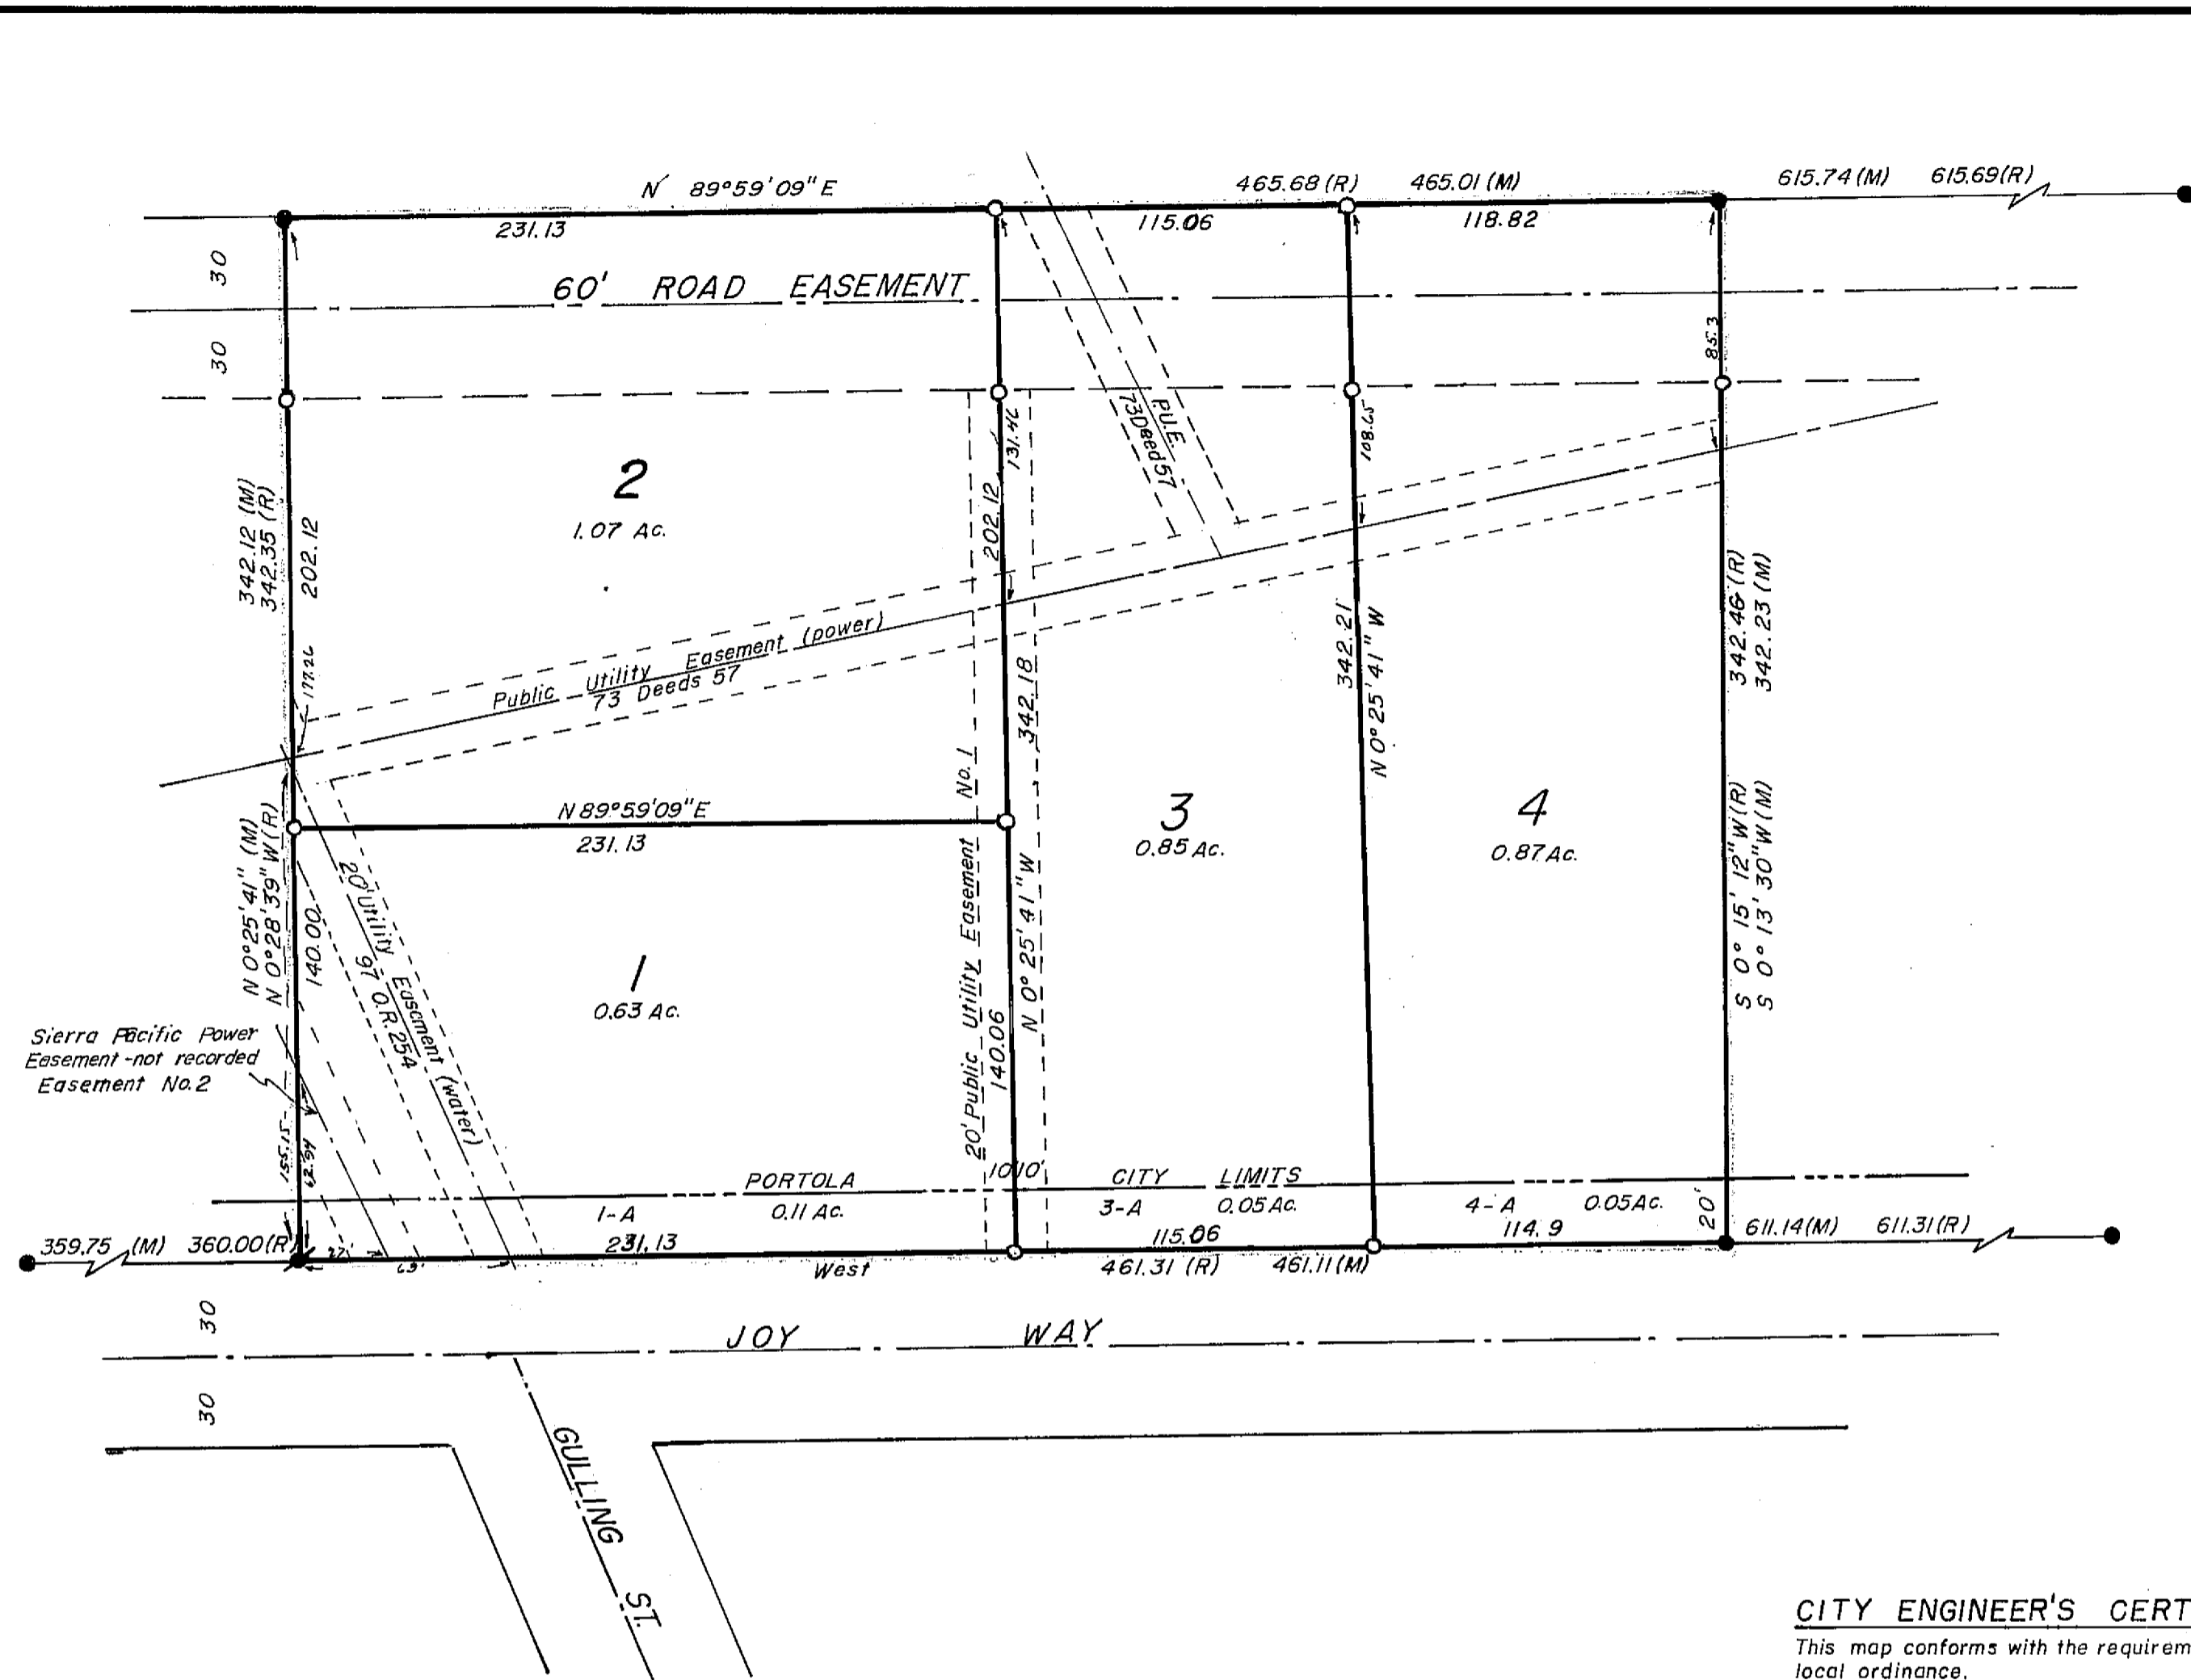 N 89°59'09"E
465.68 (R) 465.01 (M)
615.74 (M) 615.69(R)
231.13
115.06
118.82
30
60' ROAD EASEMENT
30
85.3
2
1.07 Ac.
342.12 (M)
342.35 (R)
202.12
177.26
131.46
202.12
P.U.E.
73 Deed 57
108.65
Public Utility Easement (power)
73 Deeds 57
342.18
342.21
N 0°25'41" W
342.46 (R)
342.23 (M)
N 89°59'09"E
231.13
3
0.85 Ac.
4
0.87 Ac.
N 0°25'41" (M)
N 0°28'39" W (R)
140.00
20' Utility Easement (water)
97 O.R. 254
20' Public Utility Easement No. 1
N 0°25'41" W
S 0°15'12" W (R)
S 0°13'30" W (M)
1
0.63 Ac.
140.06
Sierra Pacific Power
Easement - not recorded
Easement No. 2
155.15
62.94
PORTOLA CITY LIMITS
10' 10'
1-A 0.11 Ac.
3-A 0.05 Ac.
4-A 0.05 Ac.
20'
359.75 (M) 360.00 (R)
231.13
115.06
114.9
611.14 (M) 611.31 (R)
63'
West
461.31 (R) 461.11 (M)
30
JOY WAY
30
GULLING ST.
CITY ENGINEER'S CERT
This map conforms with the requirem
local ordinance.